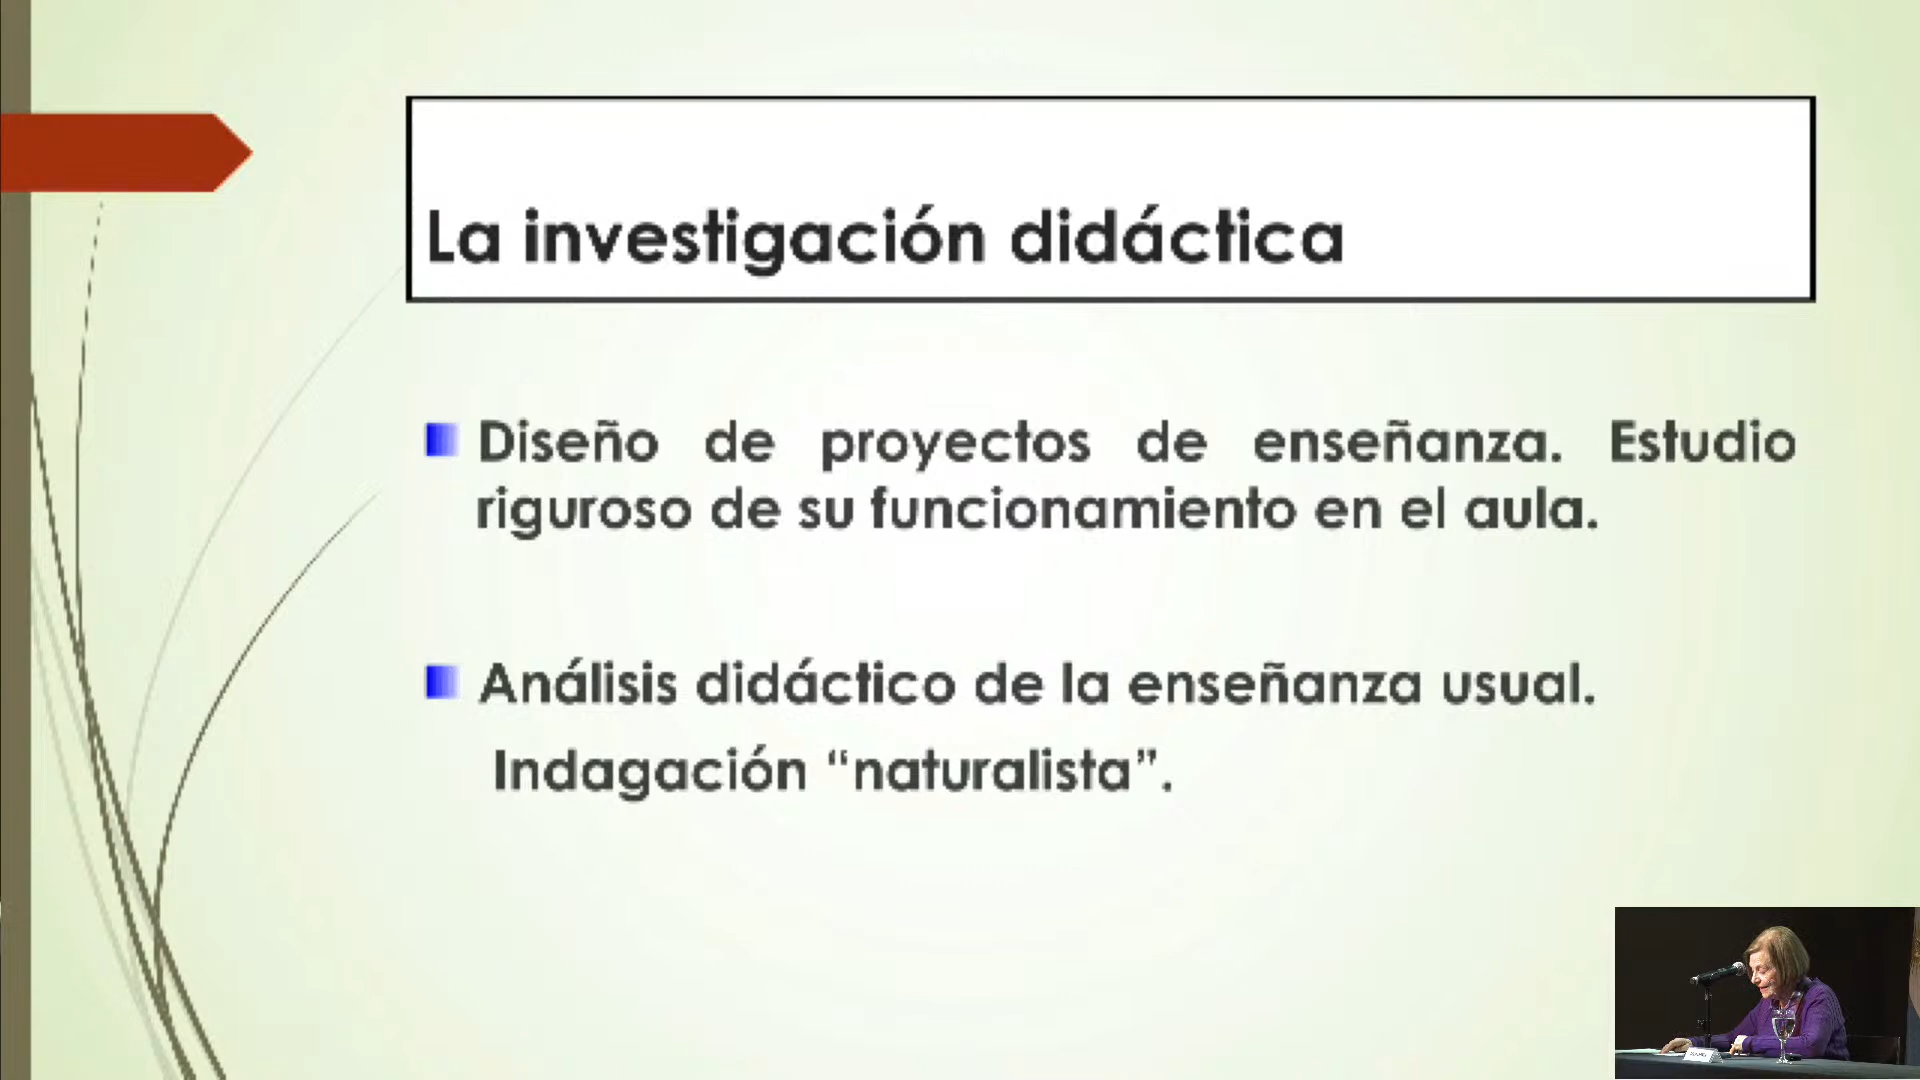 La investigación didáctica
Diseño de proyectos de enseñanza. Estudio
riguroso de su funcionamiento en el aula.
Análisis didáctico de la enseñanza usual.
Indagación “naturalista”.